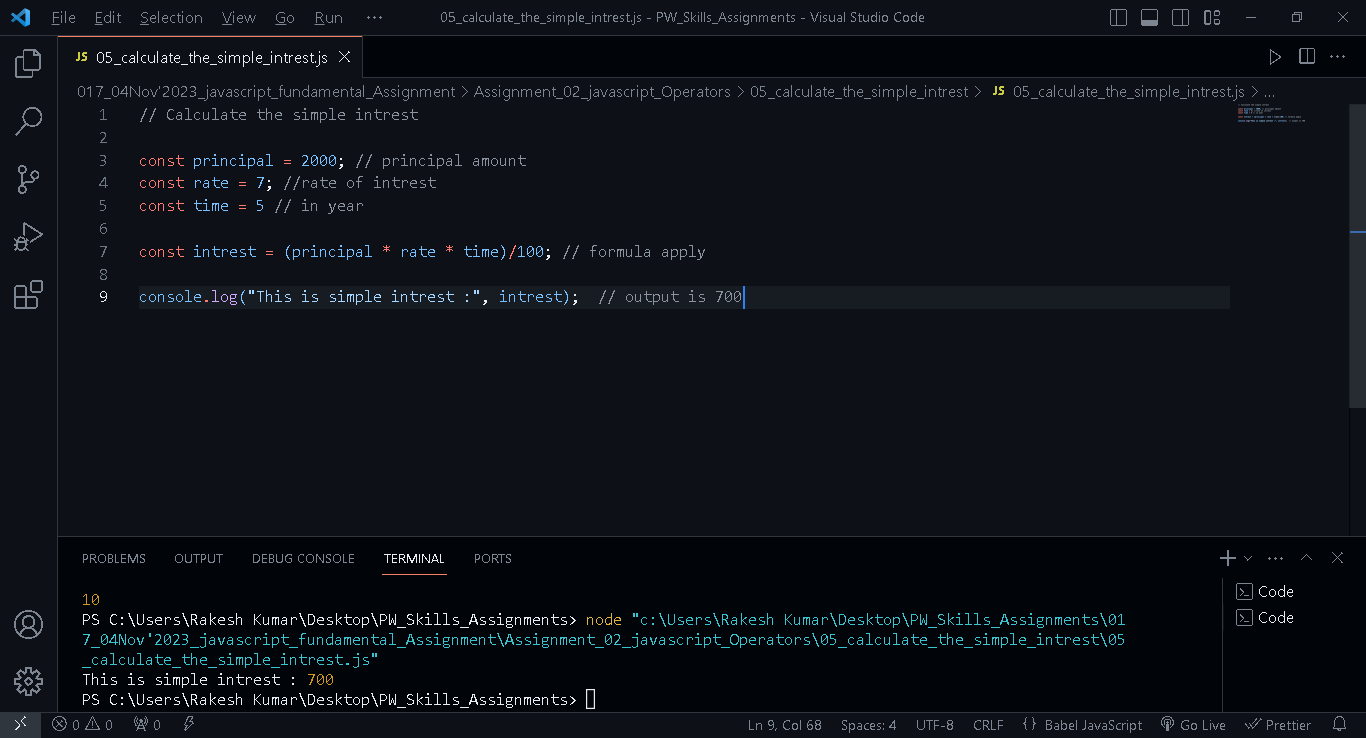 File Edit Selection View Go Run ··· 05_calculate_the_simple_intrest.js - PW_Skills_Assignments - Visual Studio Code
JS 05_calculate_the_simple_intrest.js
017_04Nov'2023_javascript_fundamental_Assignment > Assignment_02_javascript_Operators > 05_calculate_the_simple_intrest > JS 05_calculate_the_simple_intrest.js > ...
1 // Calculate the simple intrest
2
3 const principal = 2000; // principal amount
4 const rate = 7; //rate of intrest
5 const time = 5 // in year
6
7 const intrest = (principal * rate * time)/100; // formula apply
8
9 console.log("This is simple intrest :", intrest);  // output is 700
PROBLEMS OUTPUT DEBUG CONSOLE TERMINAL PORTS
10
PS C:\Users\Rakesh Kumar\Desktop\PW_Skills_Assignments> node "c:\Users\Rakesh Kumar\Desktop\PW_Skills_Assignments\01
7_04Nov'2023_javascript_fundamental_Assignment\Assignment_02_javascript_Operators\05_calculate_the_simple_intrest\05
_calculate_the_simple_intrest.js"
This is simple intrest : 700
PS C:\Users\Rakesh Kumar\Desktop\PW_Skills_Assignments>
Code
Code
0 0 0 Ln 9, Col 68 Spaces: 4 UTF-8 CRLF {} Babel JavaScript Go Live Prettier